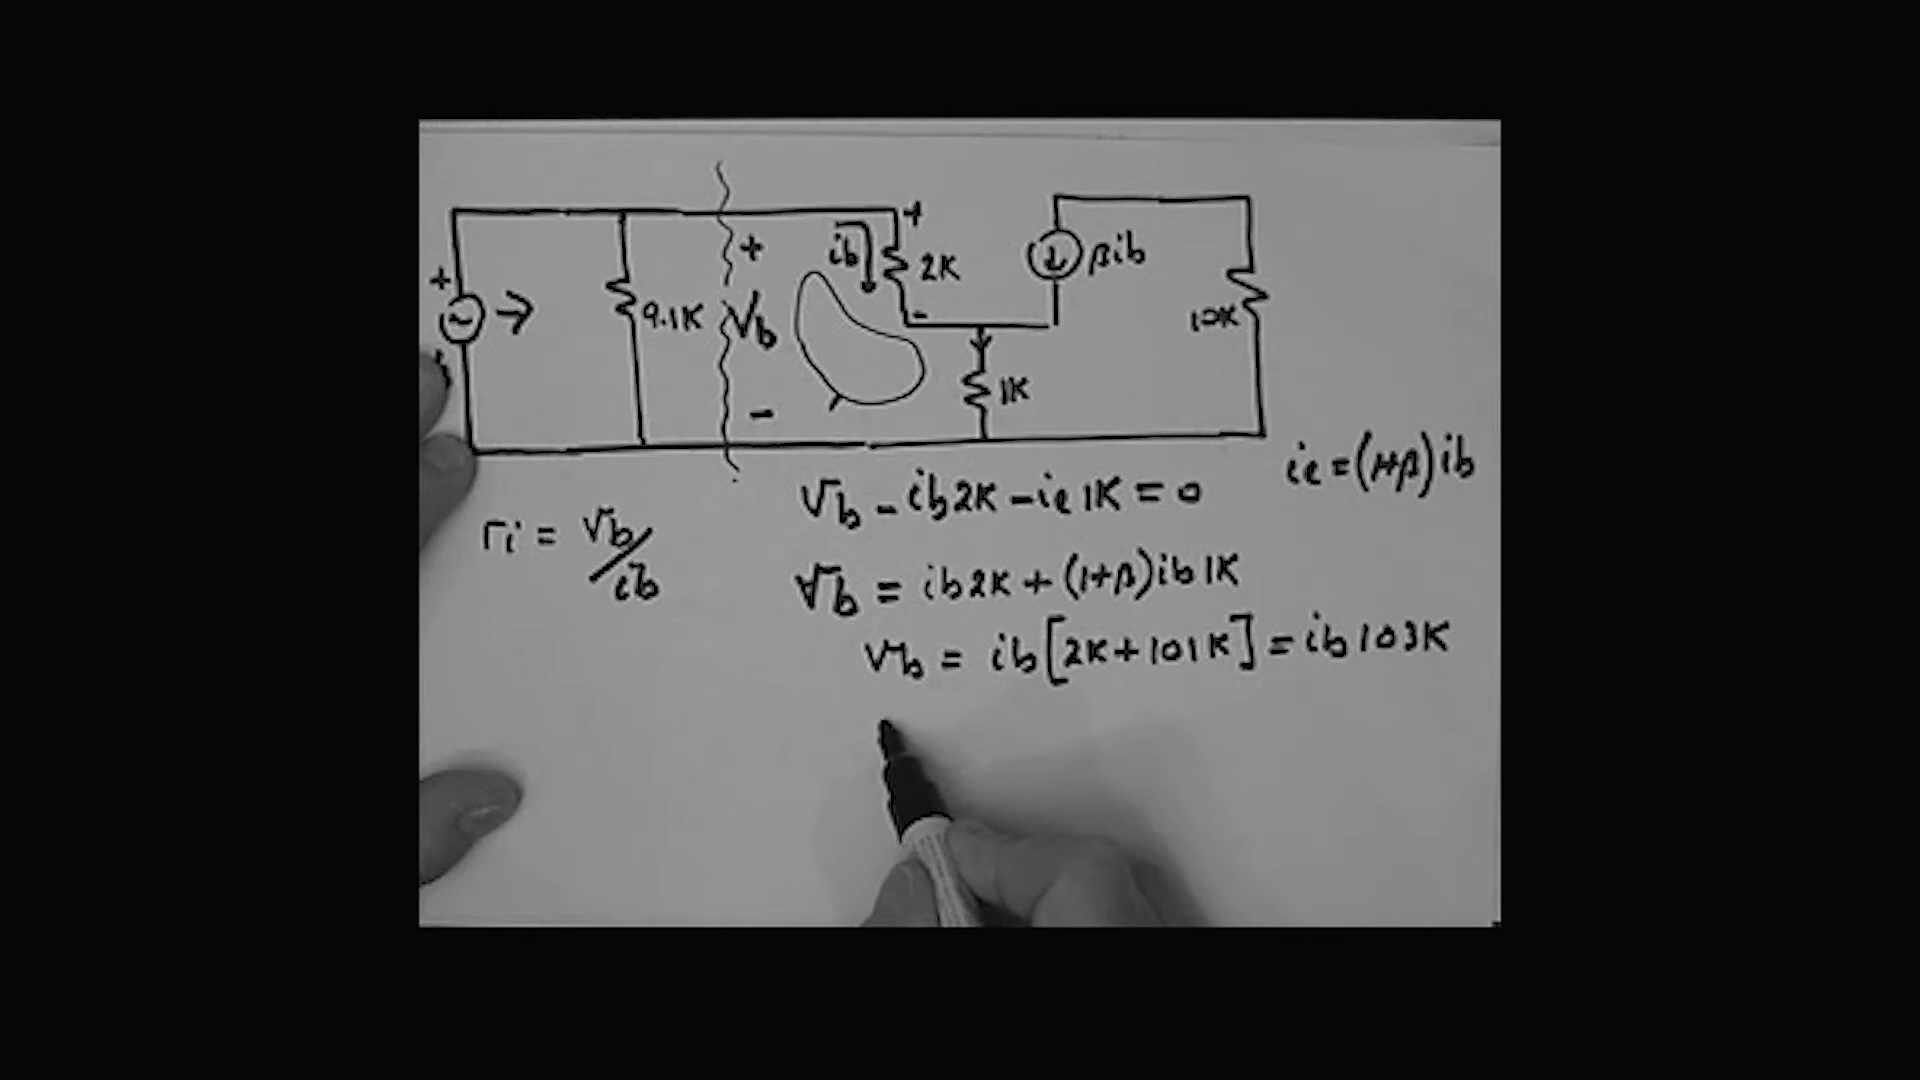 +
+
ib
2K
βib
+
9.1K
Vb
-
10K
1K
-
ie=(1+β)ib
Vb - ib2K - ie1K = 0
ri = Vb/ib
Vb = ib2K + (1+β)ib1K
Vb = ib[2K+101K] = ib103K